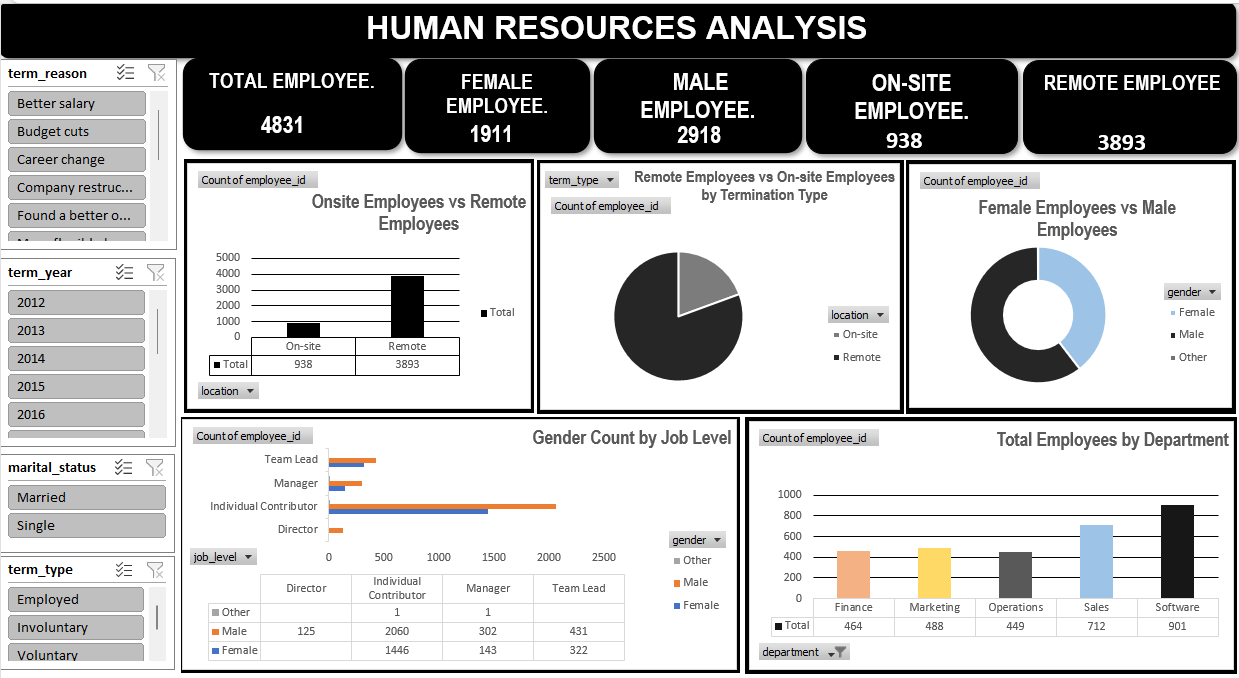 HUMAN RESOURCES ANALYSIS
term_reason
Better salary
Budget cuts
Career change
Company restruc...
Found a better o...
term_year
2012
2013
2014
2015
2016
marital_status
Married
Single
term_type
Employed
Involuntary
Voluntary
TOTAL EMPLOYEE.
4831
FEMALE
EMPLOYEE.
1911
MALE
EMPLOYEE.
2918
ON-SITE
EMPLOYEE.
938
REMOTE EMPLOYEE
3893
Count of employee_id
Onsite Employees vs Remote
Employees
5000
4000
3000
2000
1000
0
Total
On-site Remote
Total 938 3893
location
term_type
Remote Employees vs On-site Employees
by Termination Type
Count of employee_id
location
On-site
Remote
Count of employee_id
Female Employees vs Male
Employees
gender
Female
Male
Other
Count of employee_id
Gender Count by Job Level
Team Lead
Manager
Individual Contributor
Director
0 500 1000 1500 2000 2500
job_level
gender
Other
Male
Female
Director Individual Contributor Manager Team Lead
Other 1 1
Male 125 2060 302 431
Female 1446 143 322
Count of employee_id
Total Employees by Department
1000
800
600
400
200
0
Finance Marketing Operations Sales Software
Total 464 488 449 712 901
department